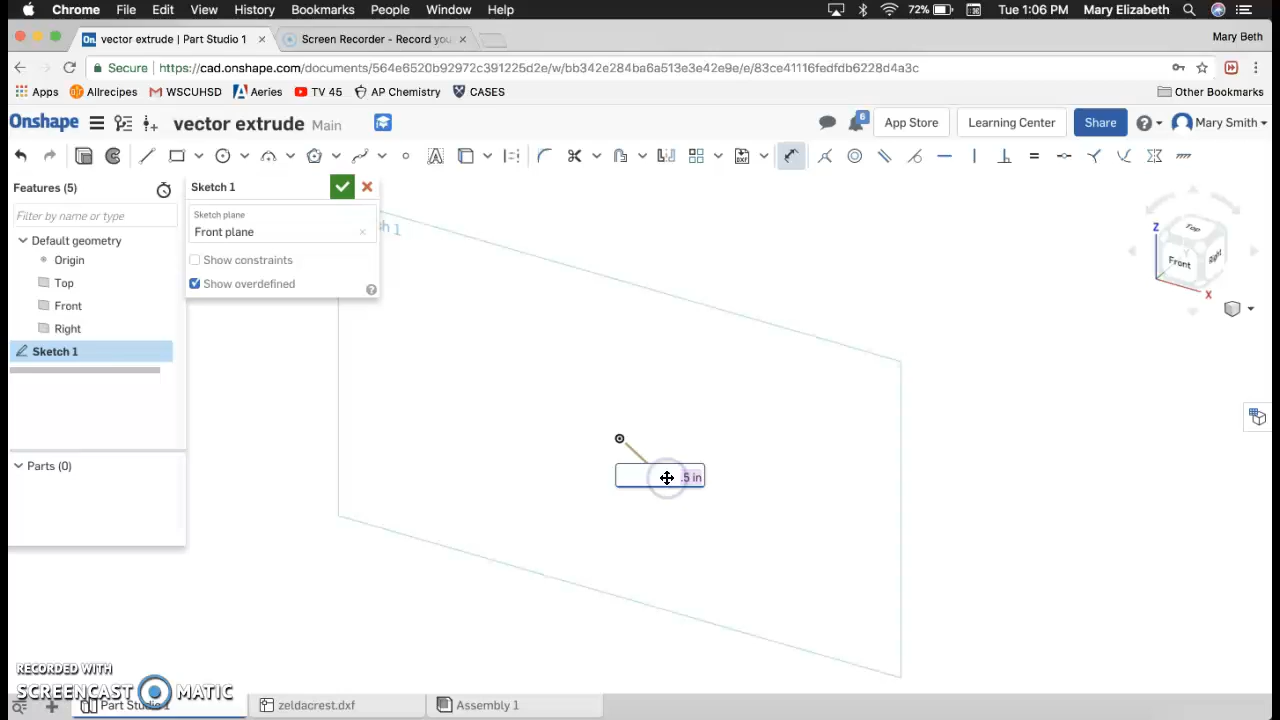 Chrome File Edit View History Bookmarks People Window Help 72% Tue 1:06 PM Mary Elizabeth
On vector extrude | Part Studio 1 × Screen Recorder - Record you × Mary Beth
Secure https://cad.onshape.com/documents/564e6520b92972c391225d2e/w/bb342e284ba6a513e3e42e9e/e/83ce41116fedfdb6228d4a3c
Apps Allrecipes WSCUHSD Aeries TV 45 AP Chemistry CASES Other Bookmarks
Onshape vector extrude Main 6 App Store Learning Center Share Mary Smith
Features (5)
Filter by name or type
Default geometry
Origin
Top
Front
Right
Sketch 1
Parts (0)
Sketch 1
Sketch plane
Front plane
Show constraints
Show overdefined
1
.5 in
Z
Top
Front
Right
X
RECORDED WITH
SCREENCAST MATIC
Part Studio 1 zeldacrest.dxf Assembly 1